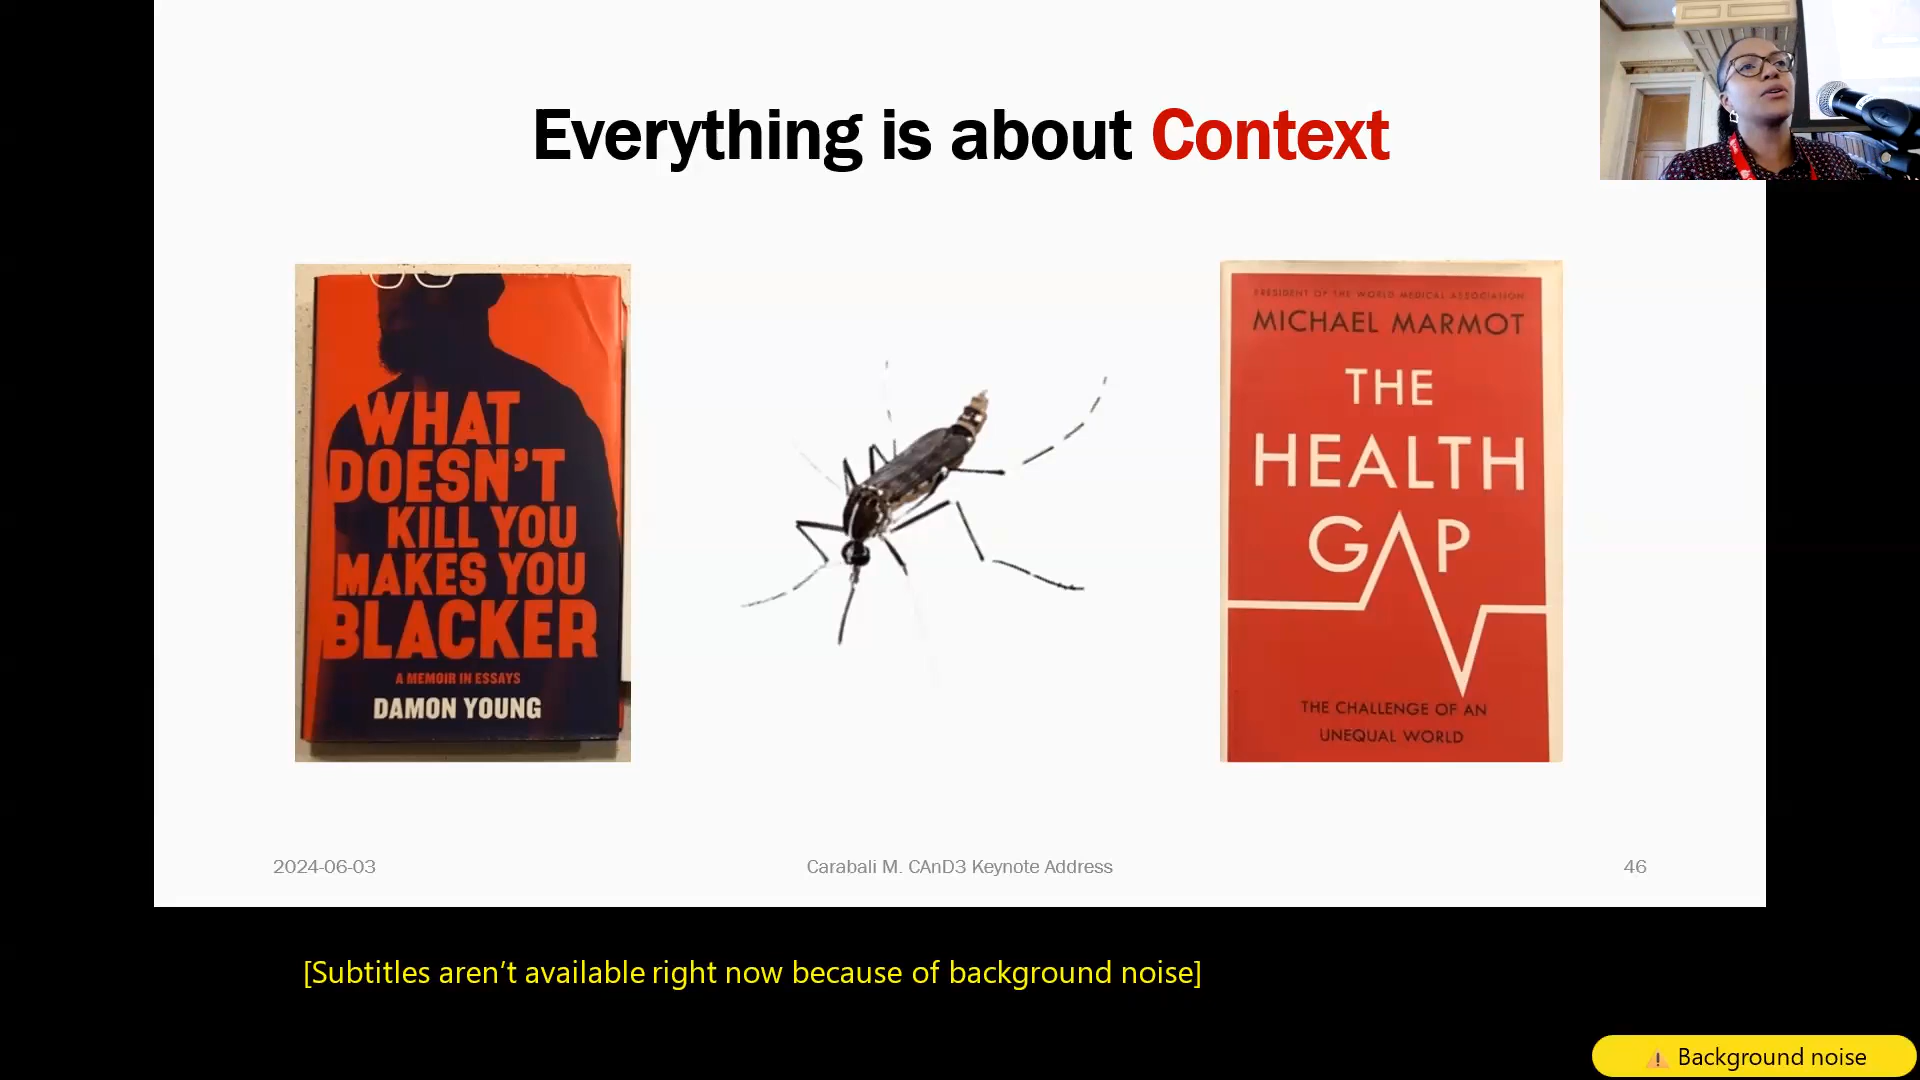 Everything is about Context
WHAT
DOESN'T
KILL YOU
MAKES YOU
BLACKER
A MEMOIR IN ESSAYS
DAMON YOUNG
PRESIDENT OF THE WORLD MEDICAL ASSOCIATION
MICHAEL MARMOT
THE
HEALTH
GAP
THE CHALLENGE OF AN
UNEQUAL WORLD
2024-06-03
Carabali M. CAnD3 Keynote Address
46
[Subtitles aren't available right now because of background noise]
Background noise